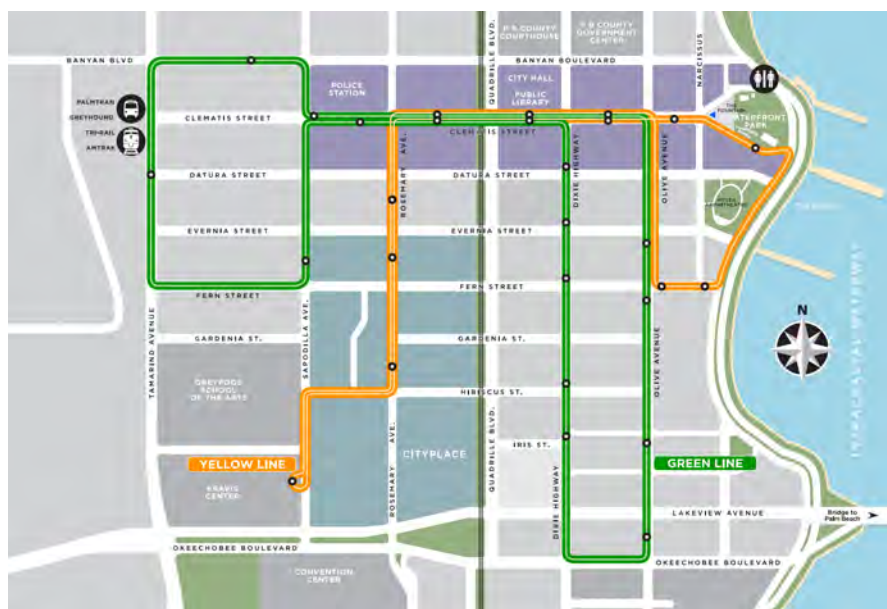 P B COUNTY
COURTHOUSE
P B COUNTY
GOVERNMENT
CENTER
QUADRILLE BLVD.
NARCISSUS
BANYAN BLVD
BANYAN BOULEVARD
POLICE
STATION
CITY HALL
PUBLIC
LIBRARY
PALMTRAN
GREYHOUND
TRI-RAIL
AMTRAK
CLEMATIS STREET
CLEMATIS STREET
THE
FOUNTAIN
WATERFRONT
PARK
ROSEMARY AVE.
DIXIE HIGHWAY
OLIVE AVENUE
DATURA STREET
DATURA STREET
EVERNIA STREET
EVERNIA STREET
FERN STREET
FERN STREET
N
TAMARIND AVENUE
SAPODILLA AVE.
GARDENIA ST.
GARDENIA ST.
OLIVE AVENUE
INTRACOASTAL WATERWAY
SCHOOL
OF THE ARTS
HIBISCUS ST.
ROSEMARY AVE.
QUADRILLE BLVD.
IRIS ST.
CITYPLACE
YELLOW LINE
GREEN LINE
KRAVIS
CENTER
DIXIE HIGHWAY
LAKEVIEW AVENUE
Bridge to
Palm Beach
OKEECHOBEE BOULEVARD
OKEECHOBEE BOULEVARD
CONVENTION
CENTER